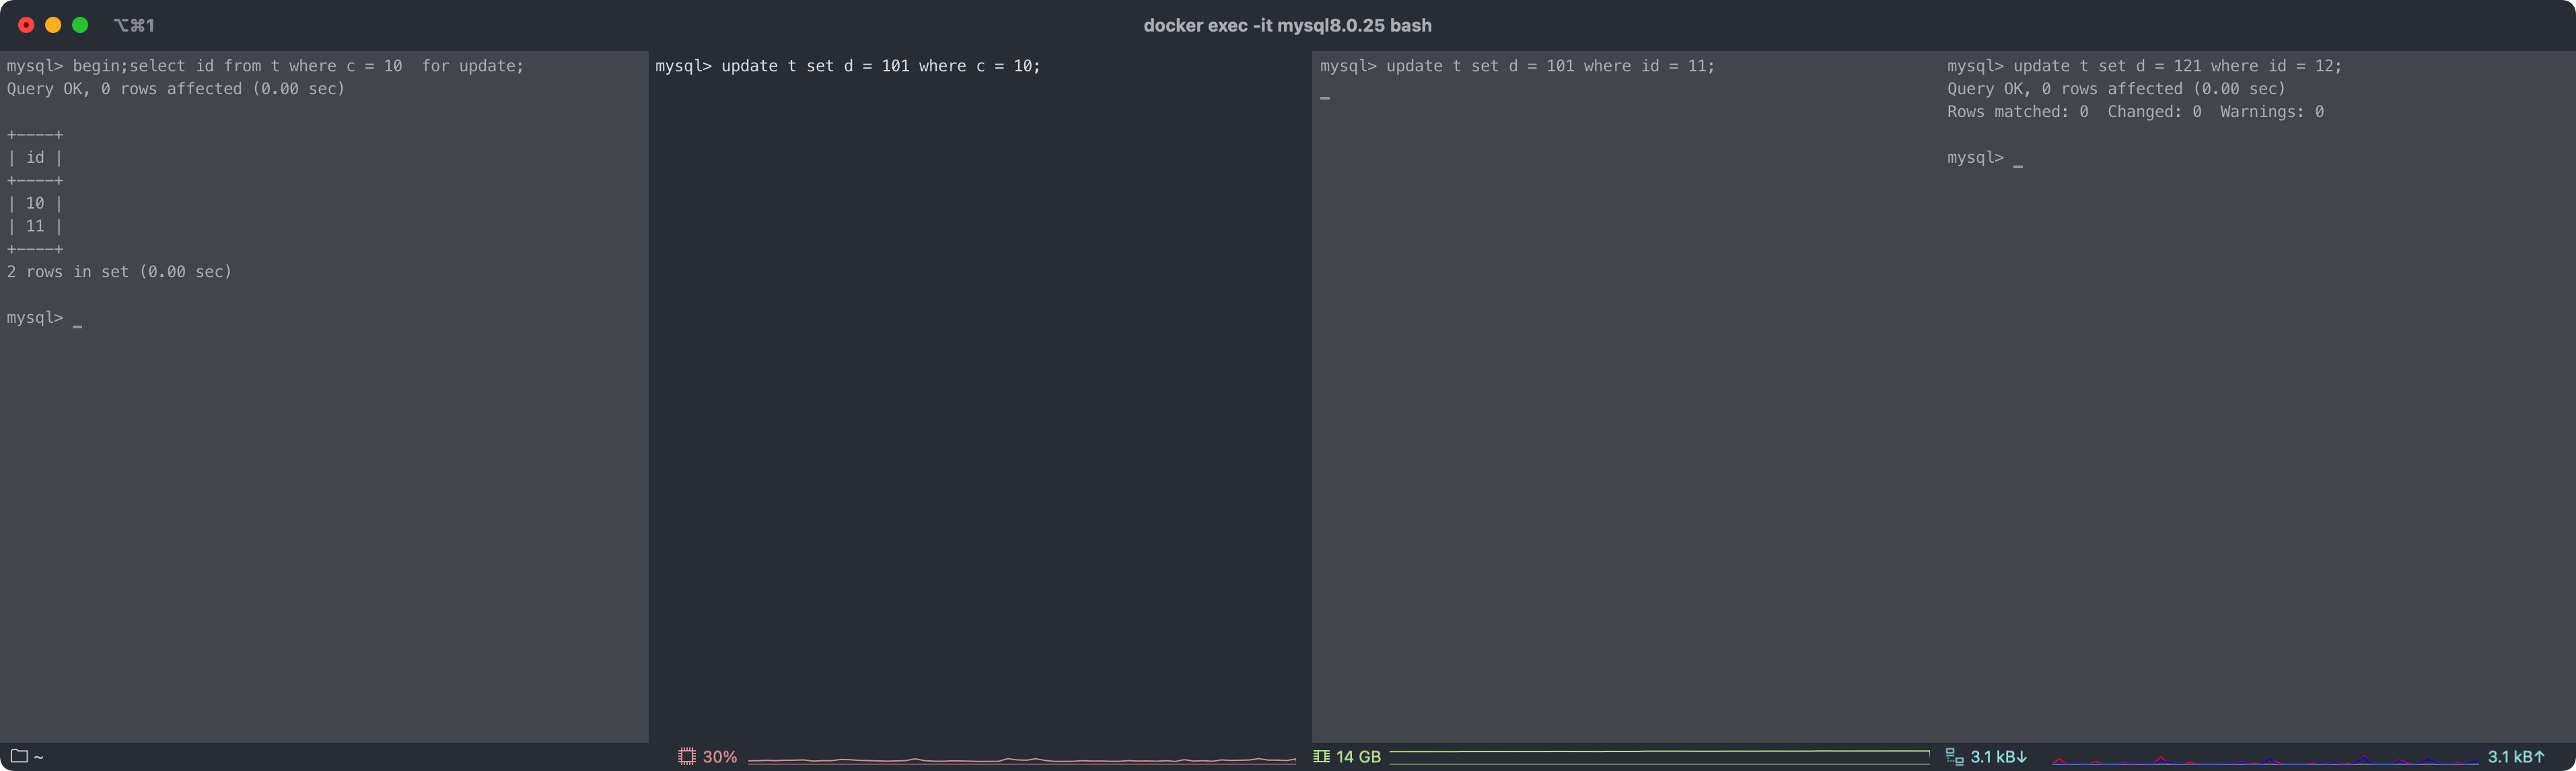 ⌥⌘1
docker exec -it mysql8.0.25 bash
mysql> begin;select id from t where c = 10  for update;
Query OK, 0 rows affected (0.00 sec)
+----+
| id |
+----+
| 10 |
| 11 |
+----+
2 rows in set (0.00 sec)
mysql> _
mysql> update t set d = 101 where c = 10;
mysql> update t set d = 101 where id = 11;
_
mysql> update t set d = 121 where id = 12;
Query OK, 0 rows affected (0.00 sec)
Rows matched: 0  Changed: 0  Warnings: 0
mysql> _
~
30%
14 GB
3.1 kB↓
3.1 kB↑